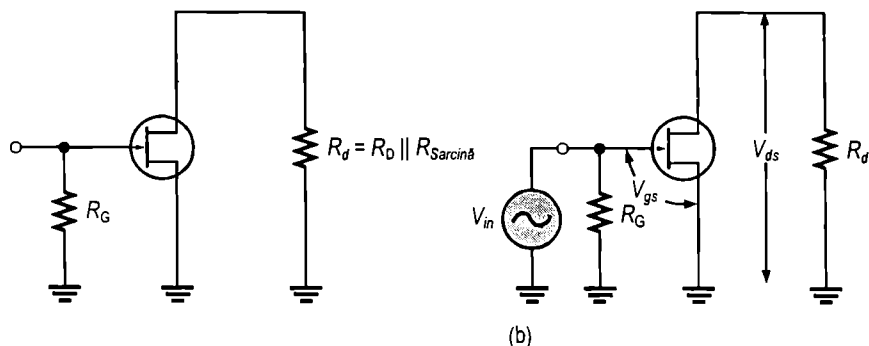 R_G
R_d = R_D || R_Sarcină
V_in
R_G
V_gs
V_ds
R_d
(b)